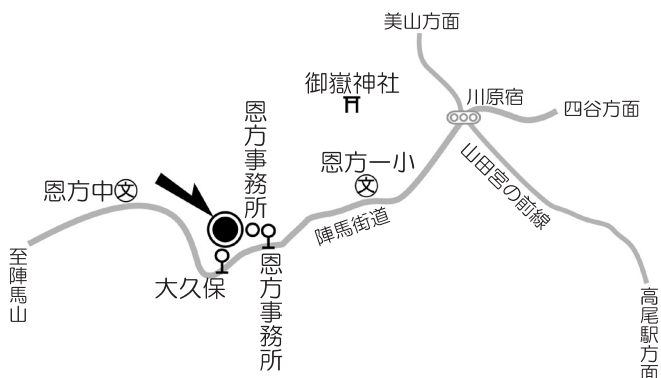 美山方面
御嶽神社
川原宿
四谷方面
恩方事務所
恩方一小
文
山田宮の前線
恩方中文
陣馬街道
至陣馬山
大久保
恩方事務所
高尾駅方面